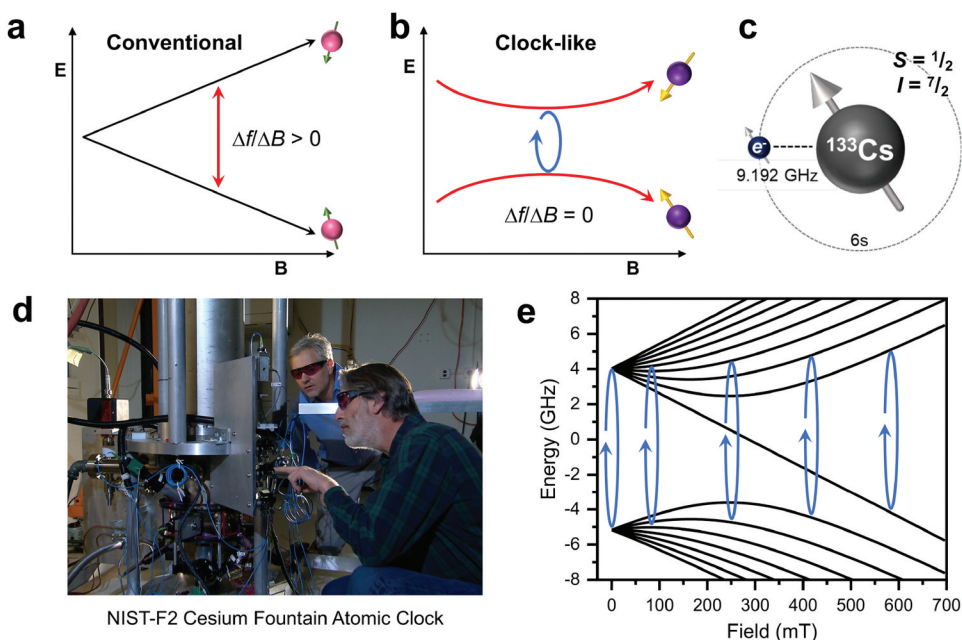 a
Conventional
E
Δf/ΔB > 0
B
b
Clock-like
E
Δf/ΔB = 0
B
c
S = 1/2
I = 7/2
e-
133Cs
9.192 GHz
6s
d
NIST-F2 Cesium Fountain Atomic Clock
e
Energy (GHz)
8
6
4
2
0
-2
-4
-6
-8
0 100 200 300 400 500 600 700
Field (mT)